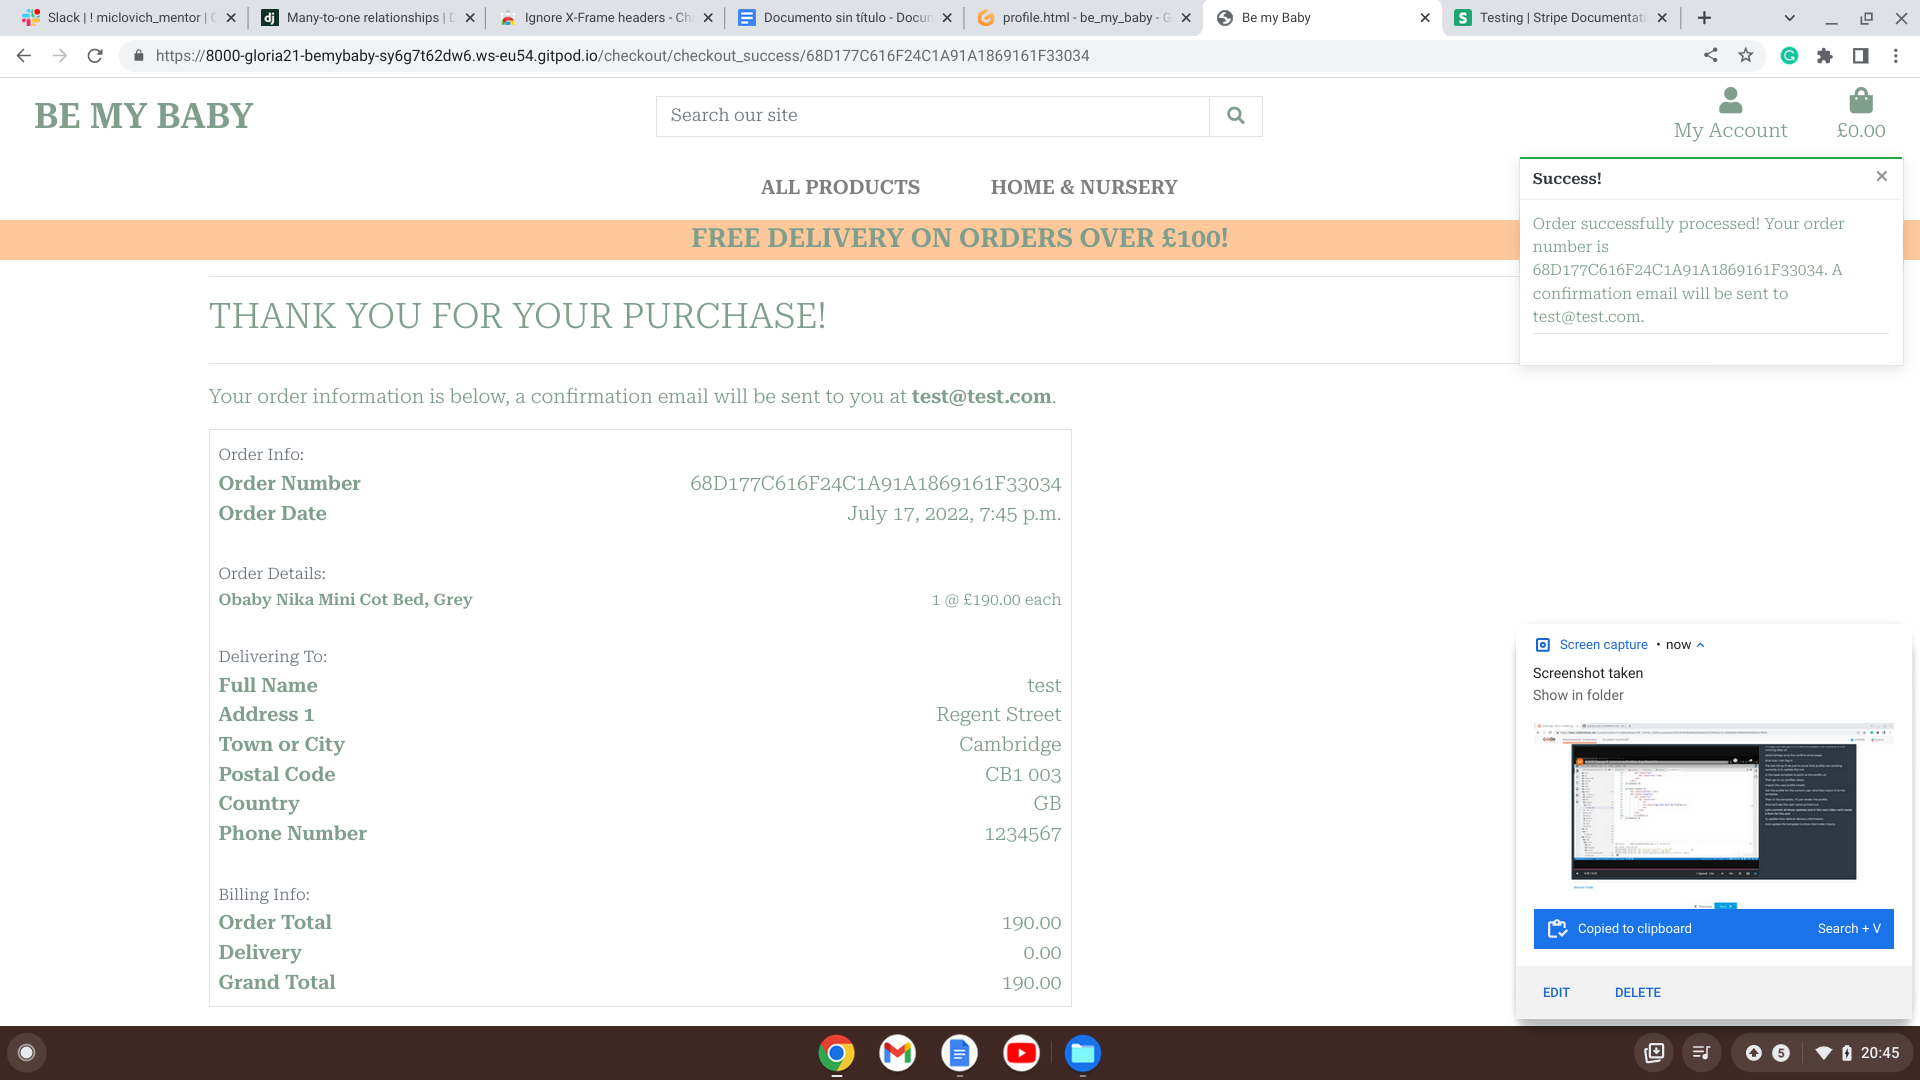 Slack | ! miclovich_mentor |
Many-to-one relationships |
Ignore X-Frame headers - Ch
Documento sin título - Docun
profile.html - be_my_baby - G
Be my Baby
Testing | Stripe Documentati
https://8000-gloria21-bemybaby-sy6g7t62dw6.ws-eu54.gitpod.io/checkout/checkout_success/68D177C616F24C1A91A1869161F33034
BE MY BABY
Search our site
My Account
£0.00
ALL PRODUCTS
HOME & NURSERY
FREE DELIVERY ON ORDERS OVER £100!
Success!
Order successfully processed! Your order
number is
68D177C616F24C1A91A1869161F33034. A
confirmation email will be sent to
test@test.com.
THANK YOU FOR YOUR PURCHASE!
Your order information is below, a confirmation email will be sent to you at test@test.com.
Order Info:
Order Number 68D177C616F24C1A91A1869161F33034
Order Date July 17, 2022, 7:45 p.m.
Order Details:
Obaby Nika Mini Cot Bed, Grey 1 @ £190.00 each
Delivering To:
Full Name test
Address 1 Regent Street
Town or City Cambridge
Postal Code CB1 003
Country GB
Phone Number 1234567
Billing Info:
Order Total 190.00
Delivery 0.00
Grand Total 190.00
Screen capture • now
Screenshot taken
Show in folder
Copied to clipboard Search + V
EDIT DELETE
5
20:45